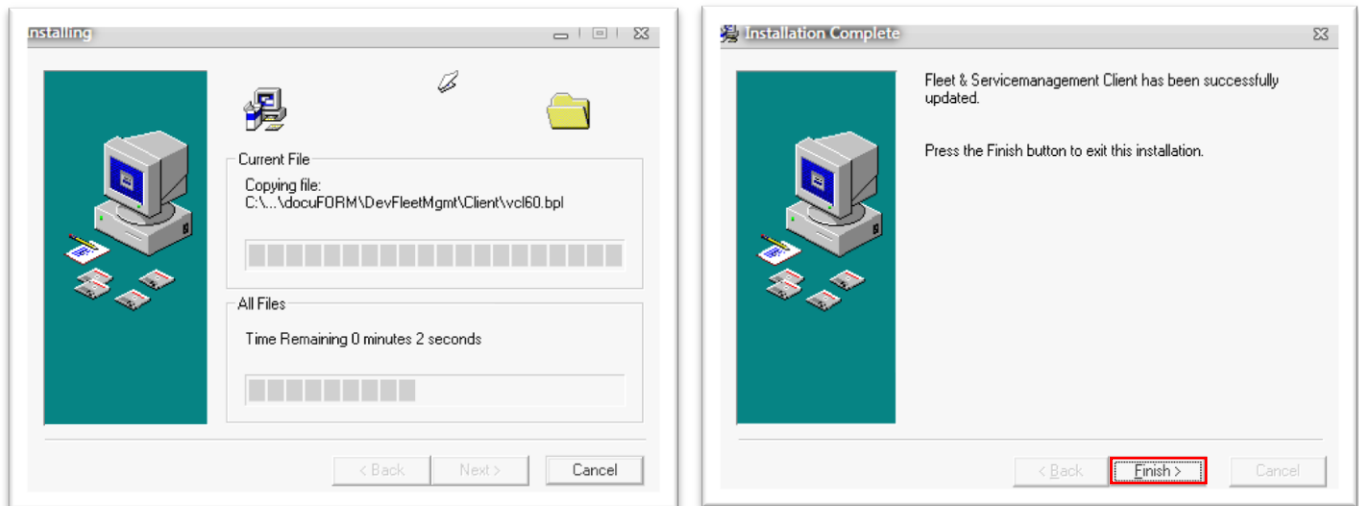 nstalling
Current File
Copying file:
C:\...\docuFORM\DevFleetMgmt\Client\vcl60.bpl
All Files
Time Remaining 0 minutes 2 seconds
< Back
Next >
Cancel
Installation Complete
Fleet & Servicemanagement Client has been successfully
updated.
Press the Finish button to exit this installation.
< Back
Finish >
Cancel